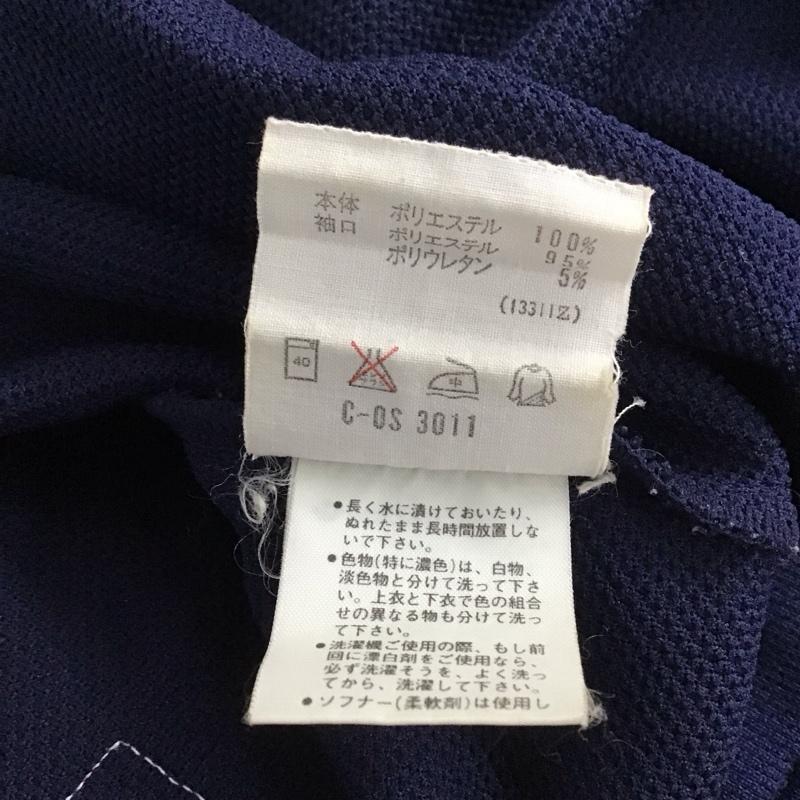 本体 ポリエステル 100%
袖口 ポリエステル 95%
ポリウレタン 5%
(13311Z)
40
エンソ
サラシ
中
C-OS 3011
●長く水に漬けておいたり、
ぬれたまま長時間放置しな
いで下さい。
●色物(特に濃色)は、白物、
淡色物と分けて洗って下さ
い。上衣と下衣で色の組合
せの異なる物も分けて洗っ
て下さい。
●洗濯機ご使用の際、もし前
回に漂白剤をご使用なら、
必ず洗濯そうを、よく洗っ
てから、洗濯して下さい。
●ソフナー(柔軟剤)は使用し